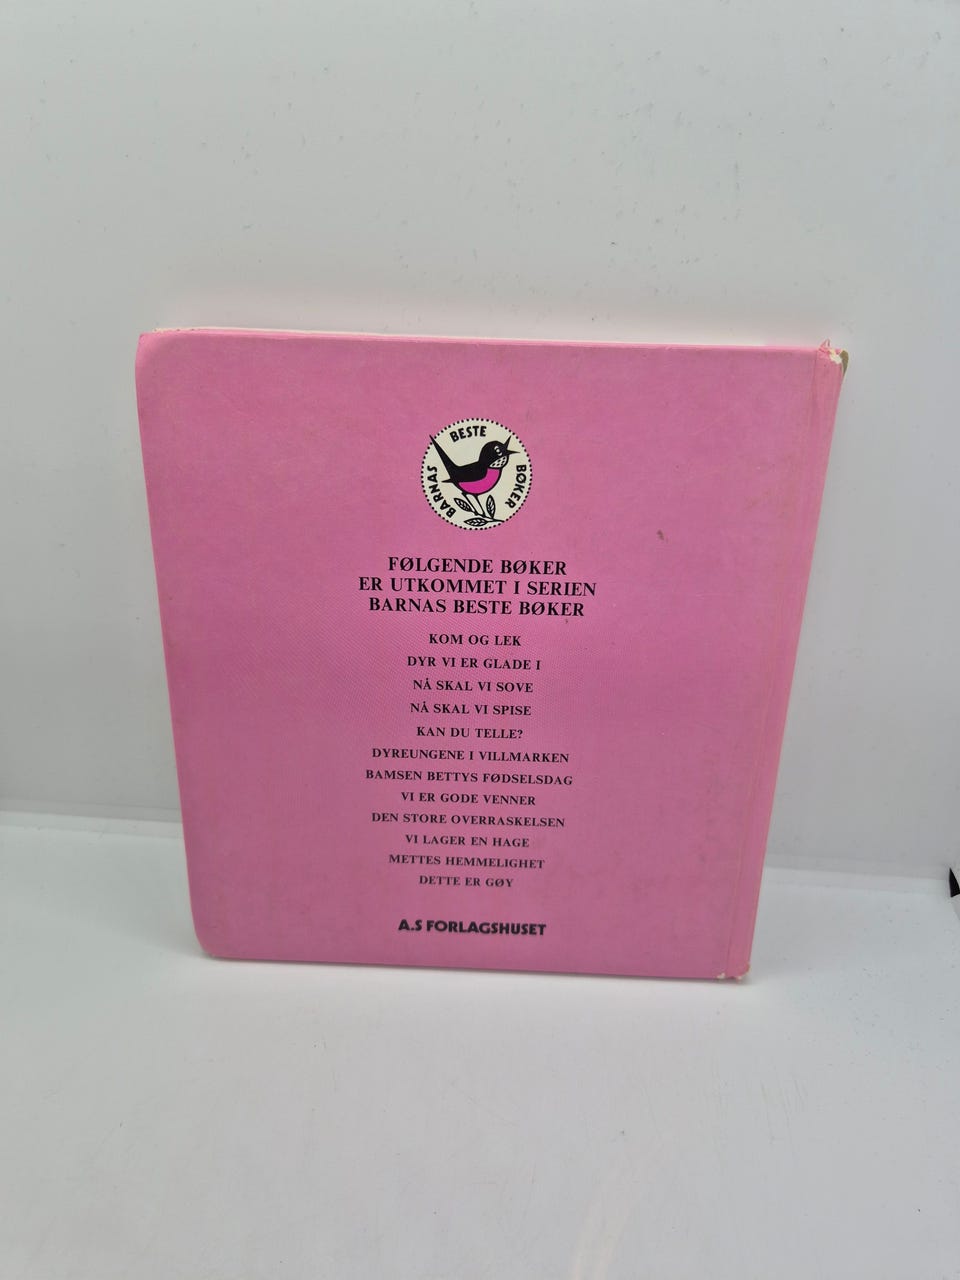 BARNAS BESTE BØKER
FØLGENDE BØKER
ER UTKOMMET I SERIEN
BARNAS BESTE BØKER
KOM OG LEK
DYR VI ER GLADE I
NÅ SKAL VI SOVE
NÅ SKAL VI SPISE
KAN DU TELLE?
DYREUNGENE I VILLMARKEN
BAMSEN BETTYS FØDSELSDAG
VI ER GODE VENNER
DEN STORE OVERRASKELSEN
VI LAGER EN HAGE
METTES HEMMELIGHET
DETTE ER GØY
A.S FORLAGSHUSET